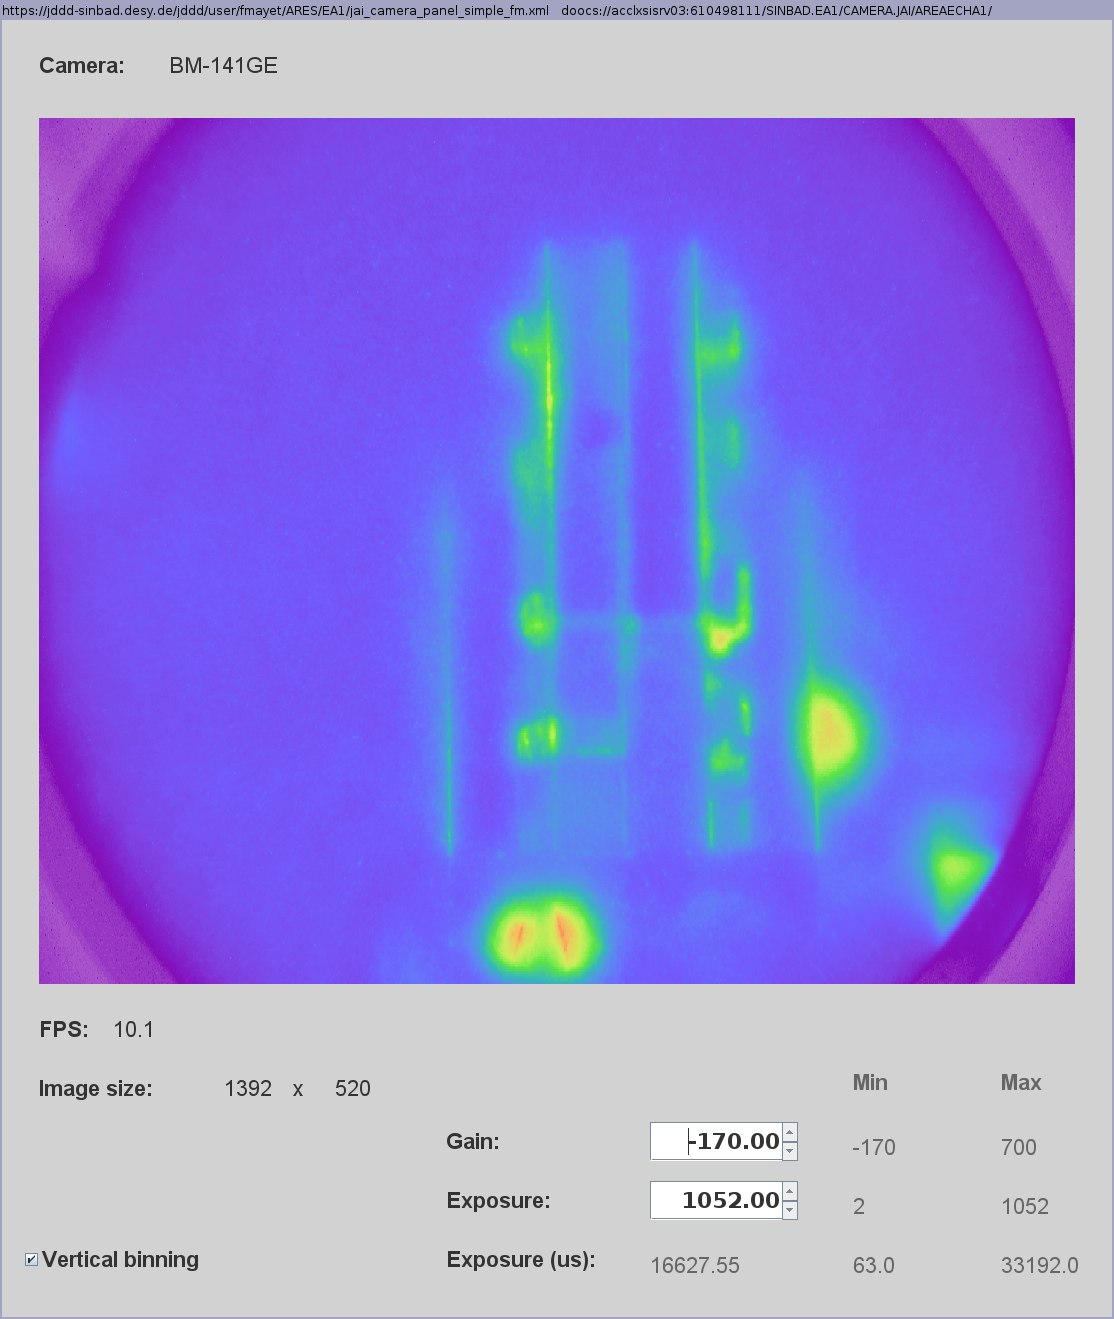 https://jddd-sinbad.desy.de/jddd/user/fmayet/ARES/EA1/jai_camera_panel_simple_fm.xml doocs://acclxsisrv03:610498111/SINBAD.EA1/CAMERA.JAI/AREAECHA1/
Camera: BM-141GE
FPS: 10.1
Image size: 1392 x 520
Min Max
Gain: -170.00 -170 700
Exposure: 1052.00 2 1052
Vertical binning Exposure (us): 16627.55 63.0 33192.0